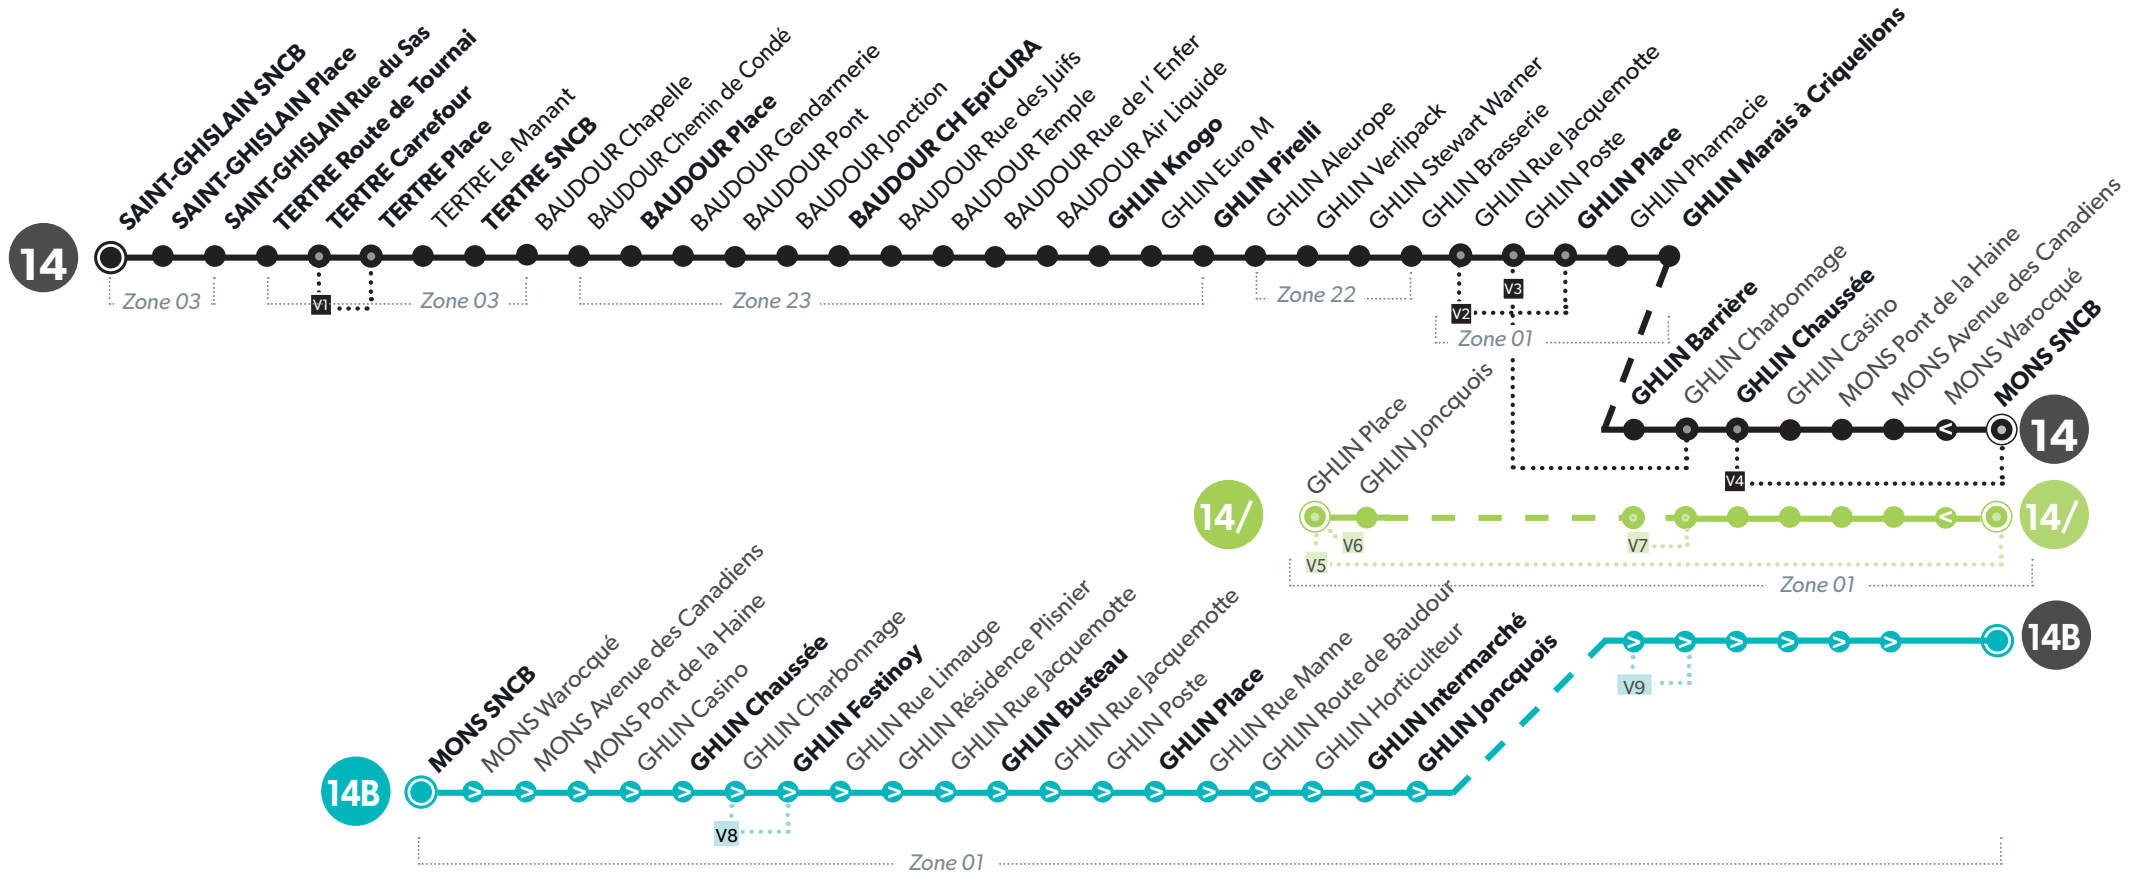 14
SAINT-GHISLAIN SNCB
SAINT-GHISLAIN Place
SAINT-GHISLAIN Rue du Sas
TERTRE Route de Tournai
TERTRE Carrefour
TERTRE Place
TERTRE Le Manant
TERTRE SNCB
BAUDOUR Chapelle
BAUDOUR Chemin de Condé
BAUDOUR Place
BAUDOUR Gendarmerie
BAUDOUR Pont
BAUDOUR Jonction
BAUDOUR CH EpiCURA
BAUDOUR Rue des Juifs
BAUDOUR Temple
BAUDOUR Rue de l' Enfer
BAUDOUR Air Liquide
GHLIN Knogo
GHLIN Euro M
GHLIN Pirelli
GHLIN Aleurope
GHLIN Verlipack
GHLIN Stewart Warner
GHLIN Brasserie
GHLIN Rue Jacquemotte
GHLIN Poste
GHLIN Place
GHLIN Pharmacie
GHLIN Marais à Criquelions
Zone 03
V1
Zone 03
Zone 23
Zone 22
V2
V3
Zone 01
GHLIN Barrière
GHLIN Charbonnage
GHLIN Chaussée
GHLIN Casino
MONS Pont de la Haine
MONS Avenue des Canadiens
MONS Warocqué
MONS SNCB
14
V4
14/
GHLIN Place
GHLIN Joncquois
14/
V5
V6
V7
Zone 01
14B
MONS SNCB
MONS Warocqué
MONS Avenue des Canadiens
MONS Pont de la Haine
GHLIN Casino
GHLIN Chaussée
GHLIN Charbonnage
GHLIN Festinoy
GHLIN Rue Limauge
GHLIN Résidence Plisnier
GHLIN Rue Jacquemotte
GHLIN Busteau
GHLIN Rue Jacquemotte
GHLIN Poste
GHLIN Place
GHLIN Rue Manne
GHLIN Route de Baudour
GHLIN Horticulteur
GHLIN Intermarché
GHLIN Joncquois
14B
V8
V9
Zone 01